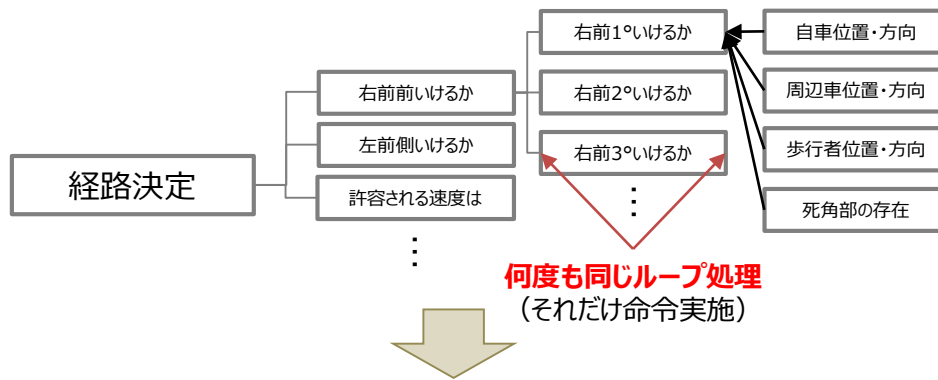 経路決定
右前前いけるか
左前側いけるか
許容される速度は
⋮
右前1°いけるか
右前2°いけるか
右前3°いけるか
⋮
自車位置・方向
周辺車位置・方向
歩行者位置・方向
死角部の存在
何度も同じループ処理
（それだけ命令実施）